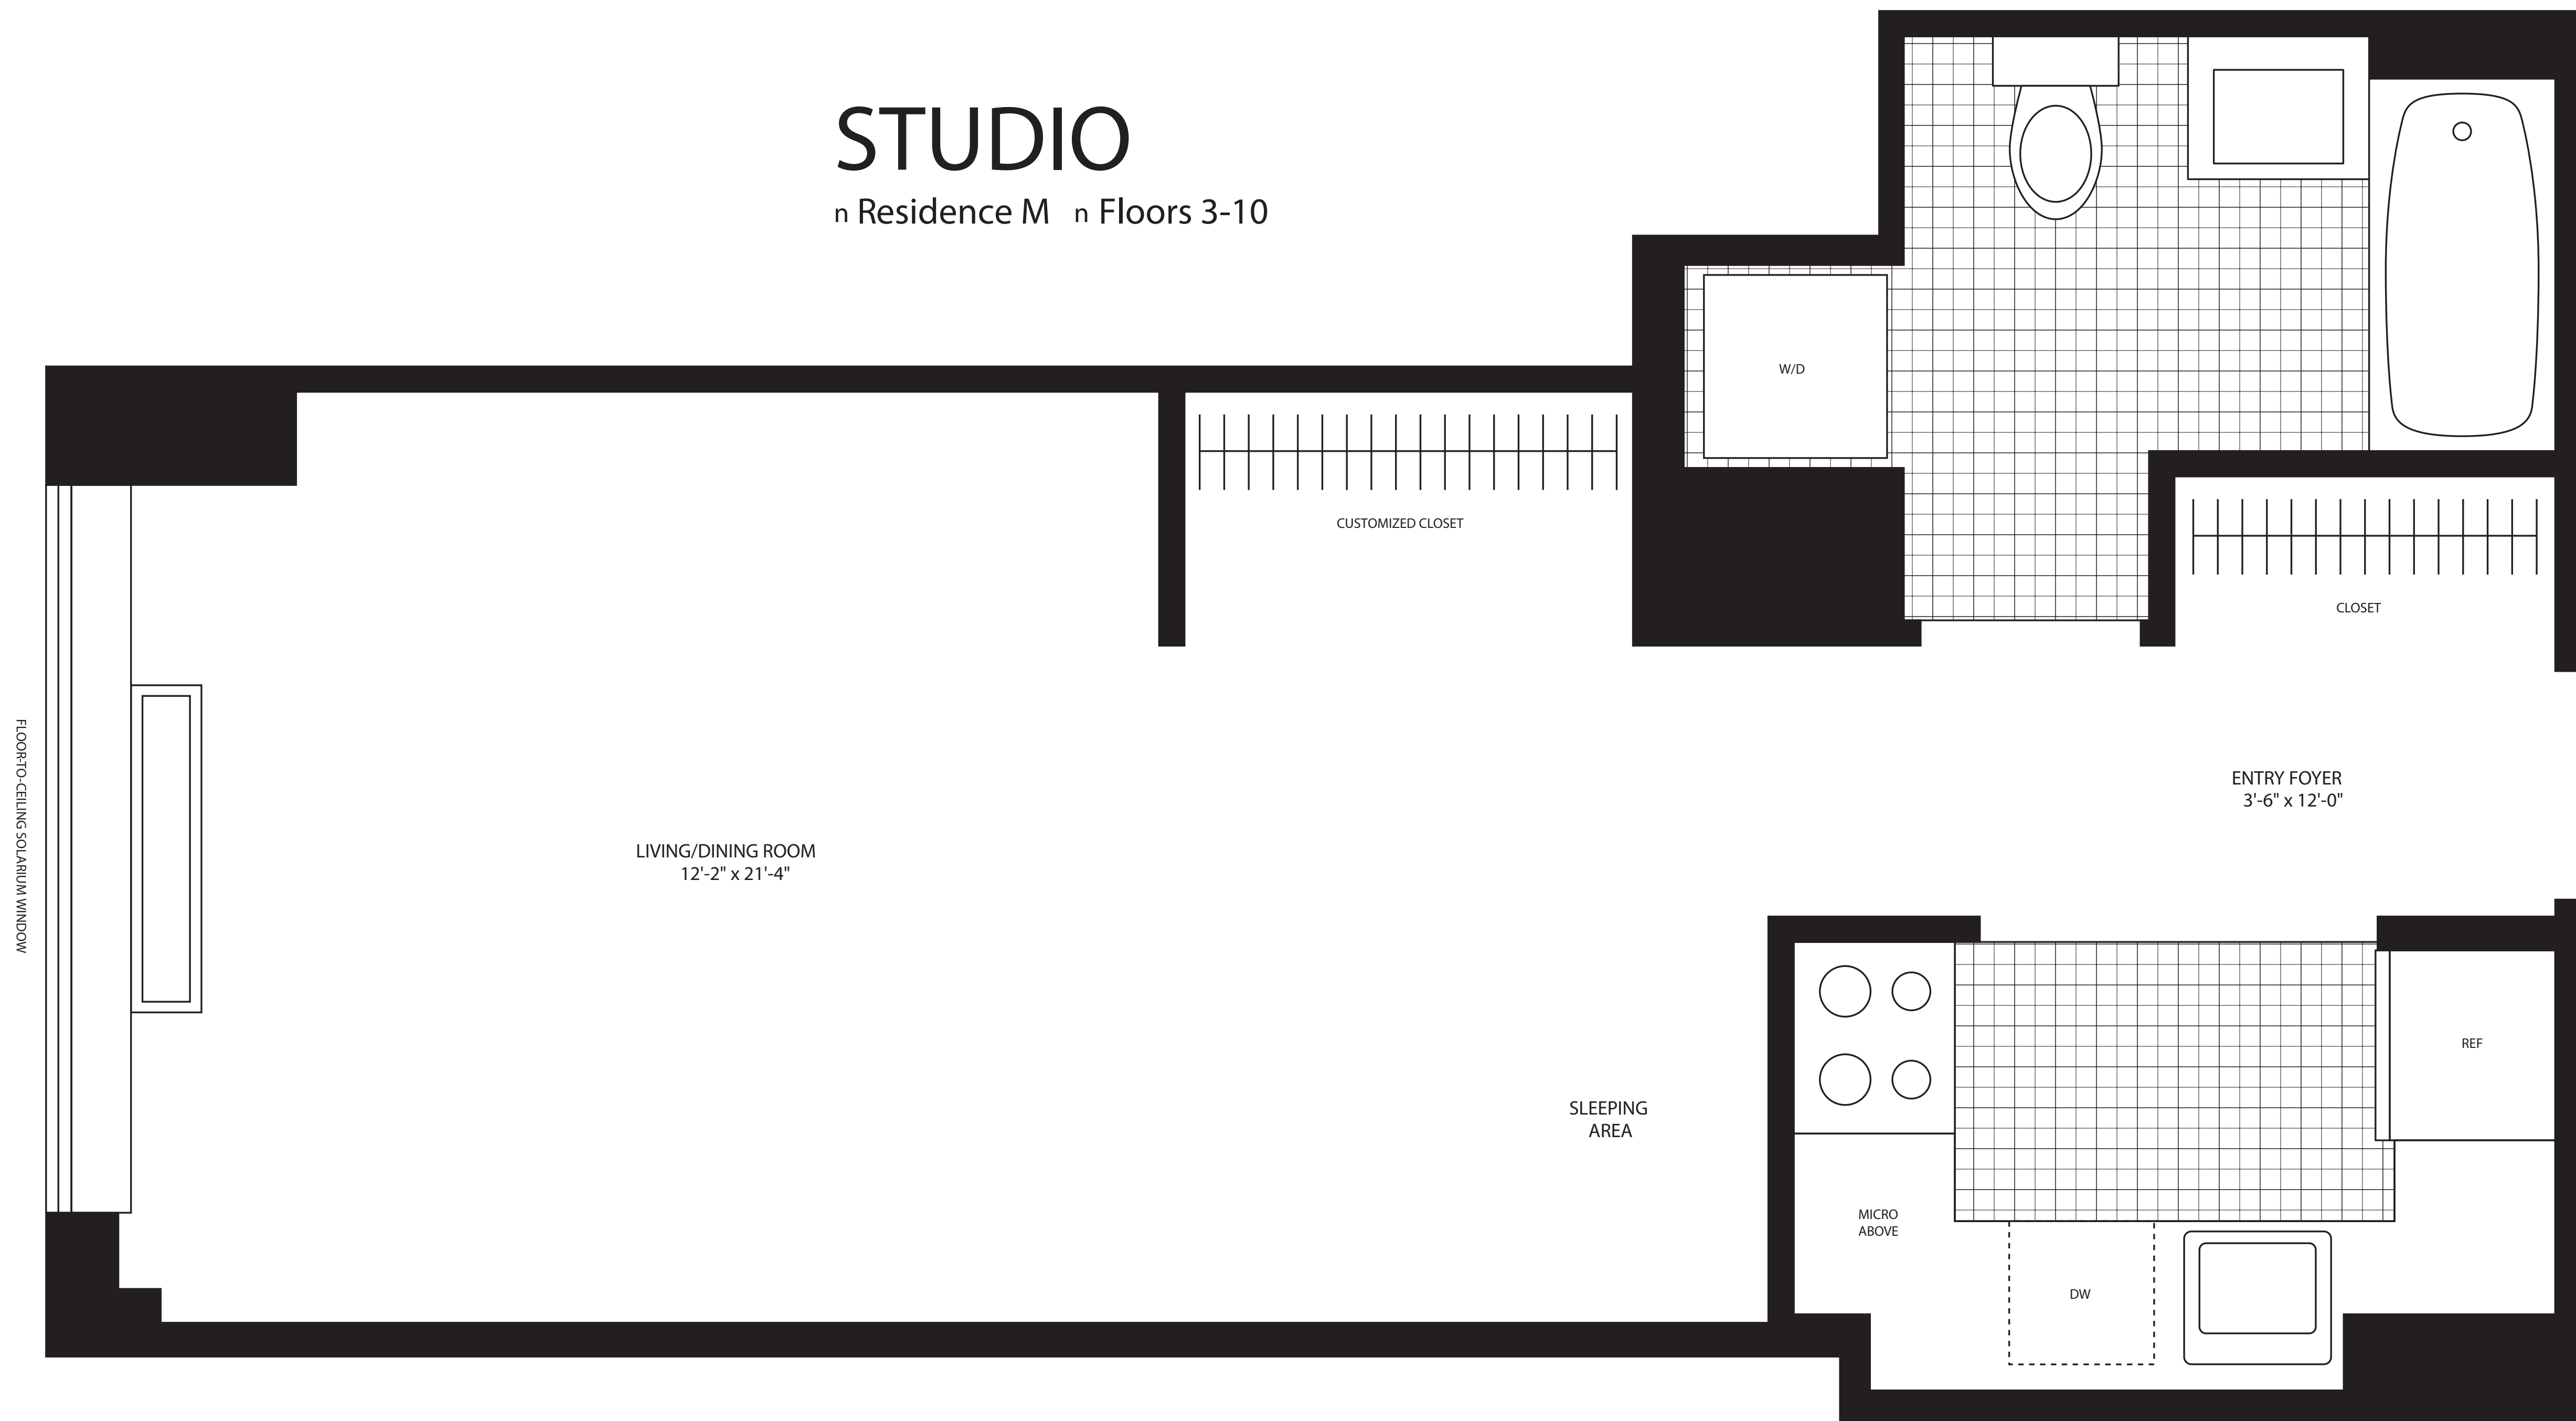 STUDIO
n Residence M n Floors 3-10
W/D
CUSTOMIZED CLOSET
CLOSET
ENTRY FOYER
3'-6" x 12'-0"
LIVING/DINING ROOM
12'-2" x 21'-4"
FLOOR-TO-CEILING SOLARIUM WINDOW
REF
SLEEPING
AREA
MICRO
ABOVE
DW